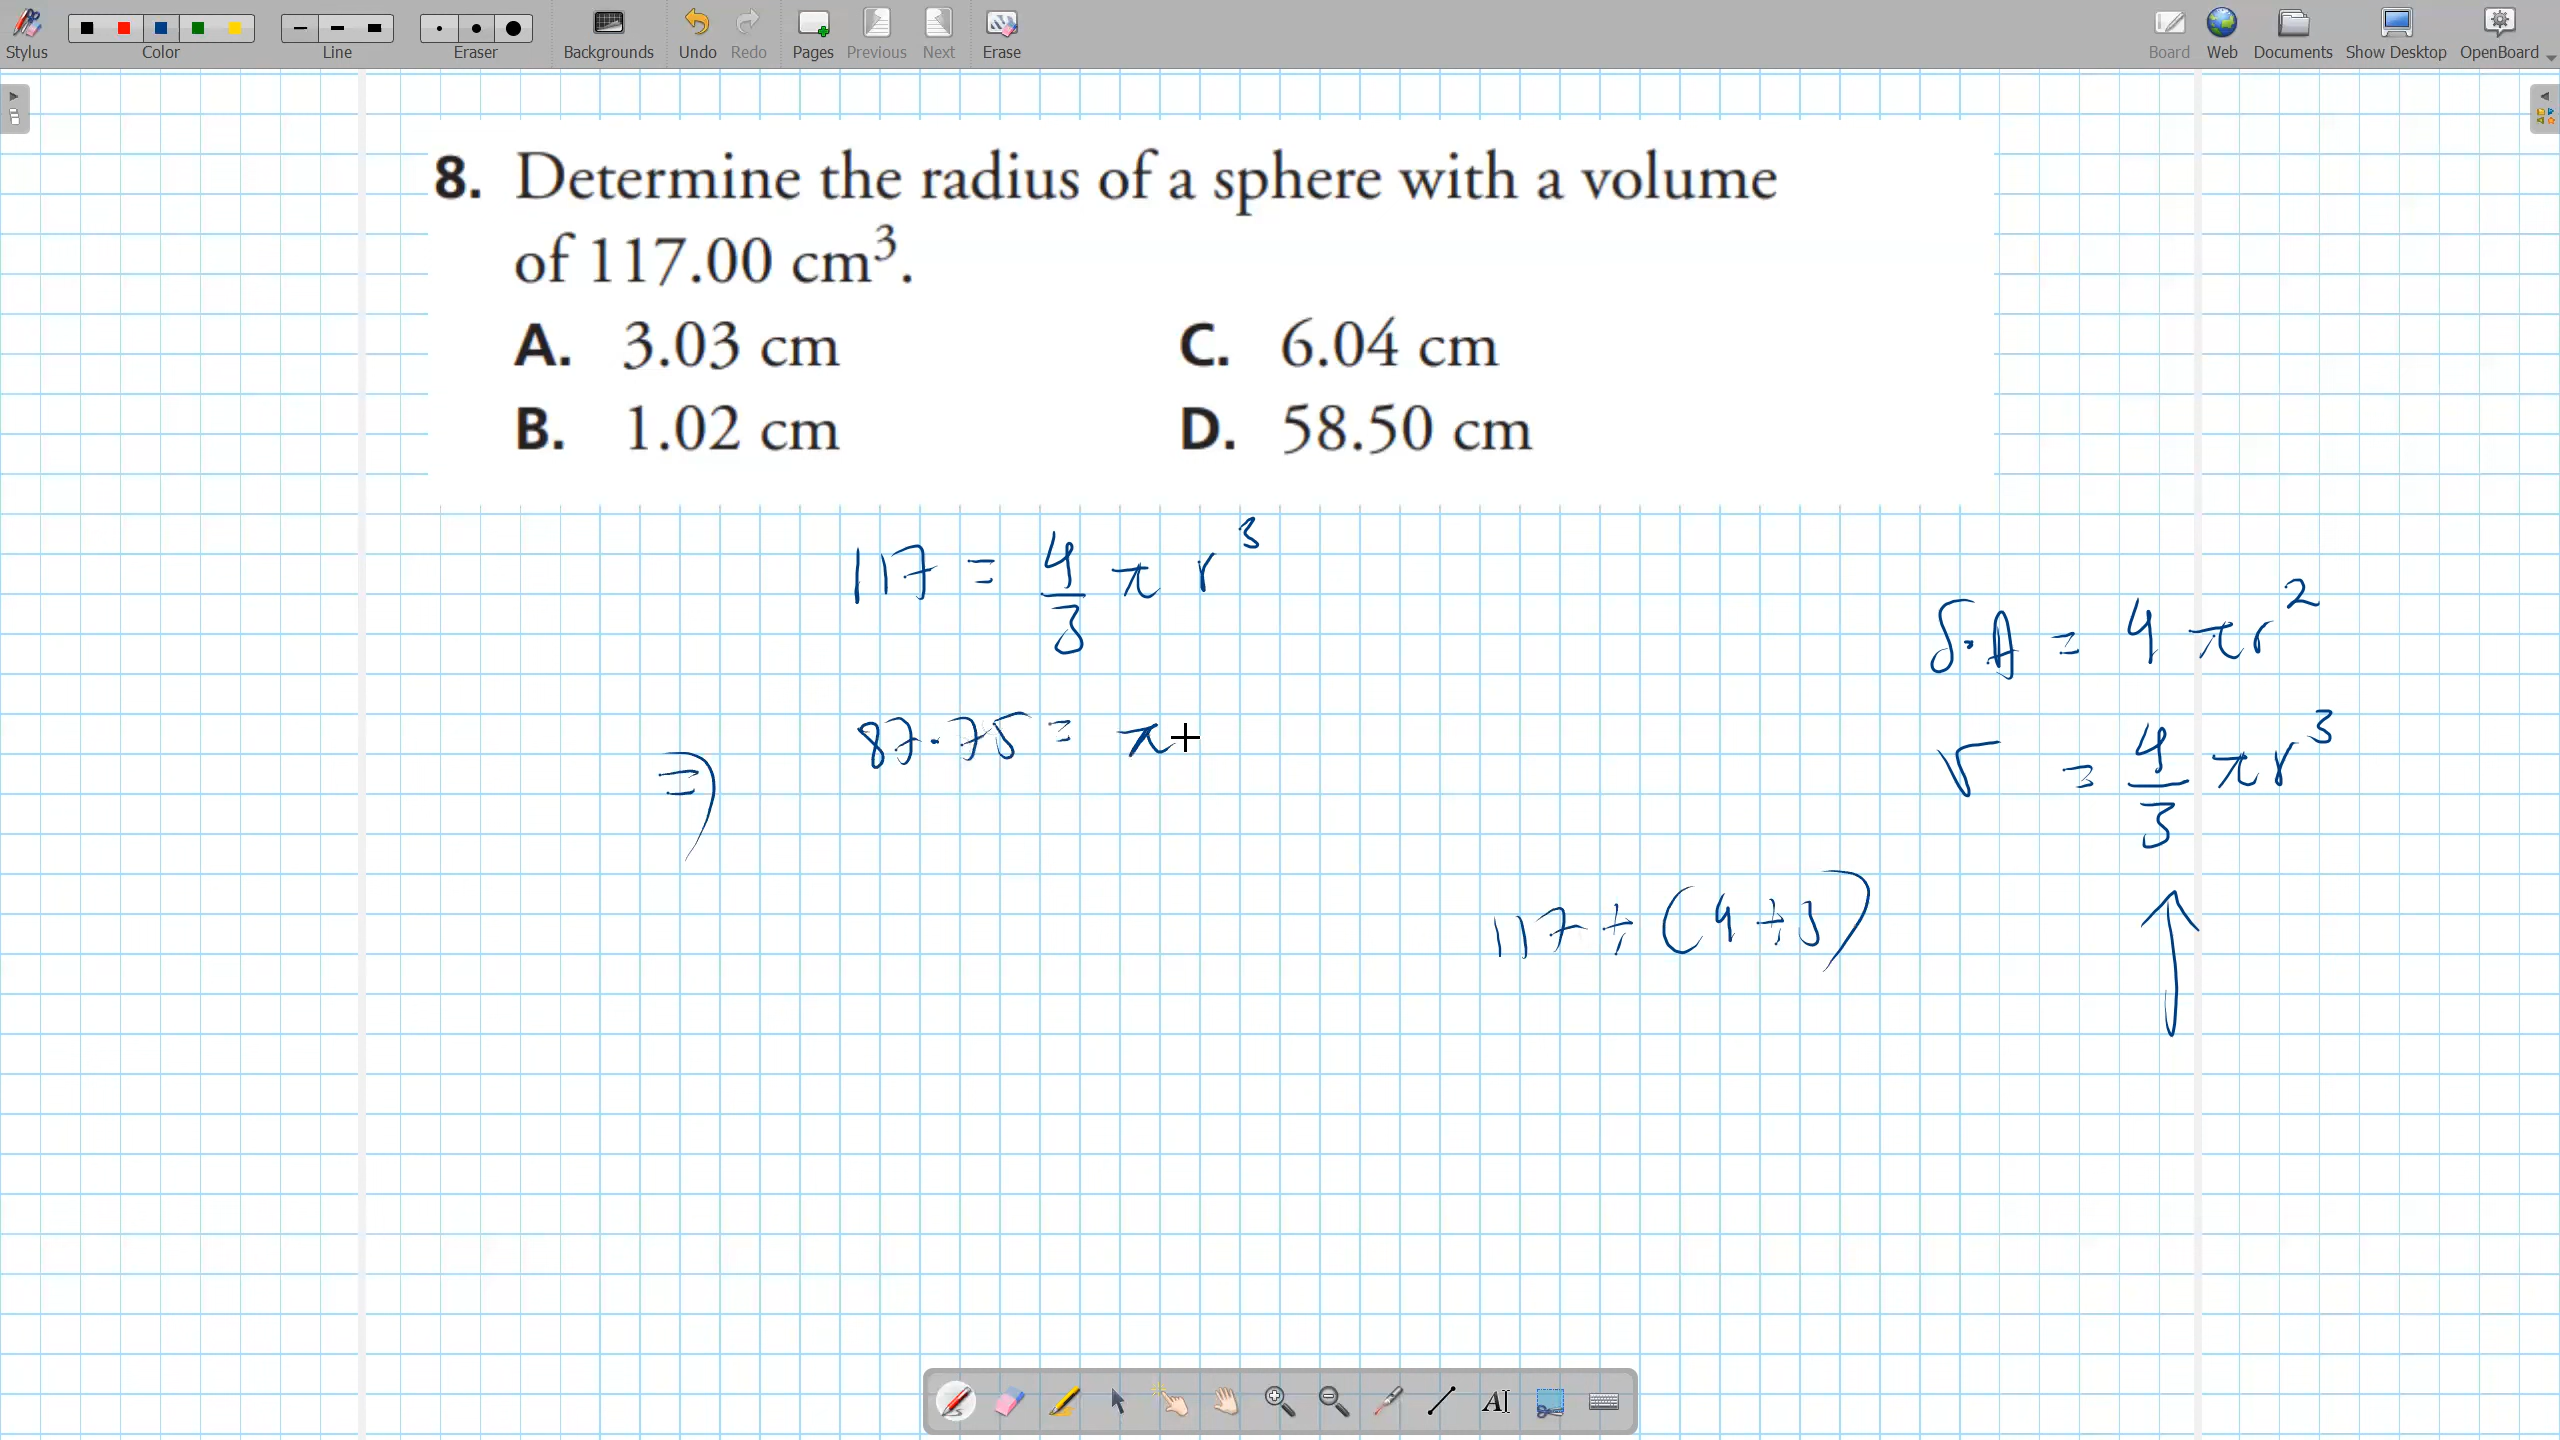 Stylus Color Line Eraser Backgrounds Undo Redo Pages Previous Next Erase Board Web Documents Show Desktop OpenBoard
8. Determine the radius of a sphere with a volume
of 117.00 cm³.
A. 3.03 cm C. 6.04 cm
B. 1.02 cm D. 58.50 cm
117 = 4/3 π r³
S.A = 4 πr²
⇒ 87.75 = π
V = 4/3 πr³
117 ÷ (4 ÷ 3)